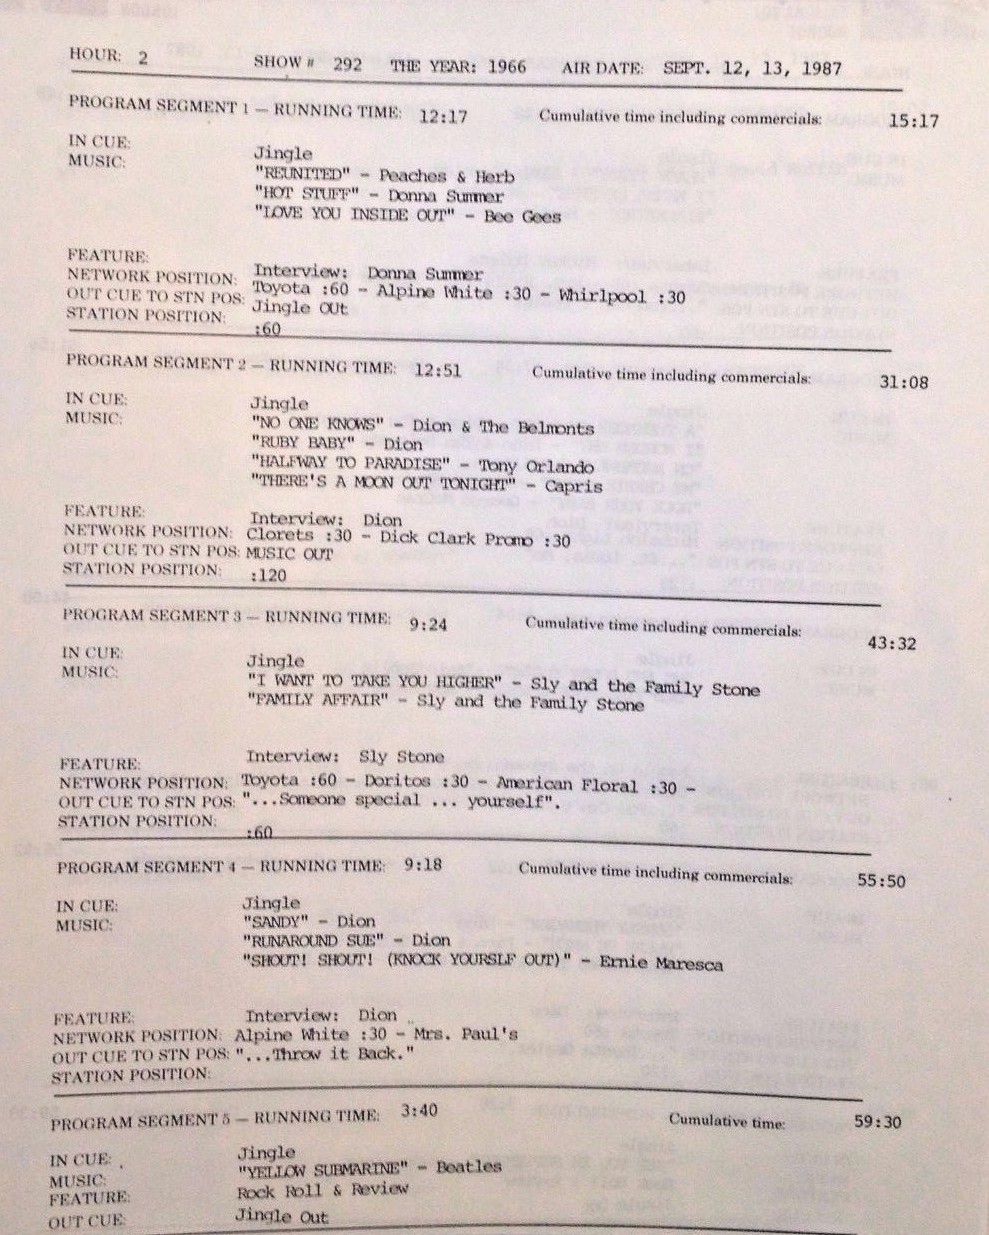 HOUR: 2 SHOW # 292 THE YEAR: 1966 AIR DATE: SEPT. 12, 13, 1987
PROGRAM SEGMENT 1 — RUNNING TIME: 12:17 Cumulative time including commercials: 15:17
IN CUE: Jingle
MUSIC: "REUNITED" - Peaches & Herb
"HOT STUFF" - Donna Summer
"LOVE YOU INSIDE OUT" - Bee Gees
FEATURE: Interview: Donna Summer
NETWORK POSITION: Toyota :60 - Alpine White :30 - Whirlpool :30
OUT CUE TO STN POS: Jingle OUt
STATION POSITION: :60
PROGRAM SEGMENT 2 — RUNNING TIME: 12:51 Cumulative time including commercials: 31:08
IN CUE: Jingle
MUSIC: "NO ONE KNOWS" - Dion & The Belmonts
"RUBY BABY" - Dion
"HALFWAY TO PARADISE" - Tony Orlando
"THERE'S A MOON OUT TONIGHT" - Capris
FEATURE: Interview: Dion
NETWORK POSITION: Clorets :30 - Dick Clark Promo :30
OUT CUE TO STN POS: MUSIC OUT
STATION POSITION: :120
PROGRAM SEGMENT 3 — RUNNING TIME: 9:24 Cumulative time including commercials: 43:32
IN CUE: Jingle
MUSIC: "I WANT TO TAKE YOU HIGHER" - Sly and the Family Stone
"FAMILY AFFAIR" - Sly and the Family Stone
FEATURE: Interview: Sly Stone
NETWORK POSITION: Toyota :60 - Doritos :30 - American Floral :30 -
OUT CUE TO STN POS: "...Someone special ... yourself".
STATION POSITION: :60
PROGRAM SEGMENT 4 — RUNNING TIME: 9:18 Cumulative time including commercials: 55:50
IN CUE: Jingle
MUSIC: "SANDY" - Dion
"RUNAROUND SUE" - Dion
"SHOUT! SHOUT! (KNOCK YOURSLF OUT)" - Ernie Maresca
FEATURE: Interview: Dion
NETWORK POSITION: Alpine White :30 - Mrs. Paul's
OUT CUE TO STN POS: "...Throw it Back."
STATION POSITION:
PROGRAM SEGMENT 5 — RUNNING TIME: 3:40 Cumulative time: 59:30
IN CUE: Jingle
MUSIC: "YELLOW SUBMARINE" - Beatles
FEATURE: Rock Roll & Review
OUT CUE: Jingle Out